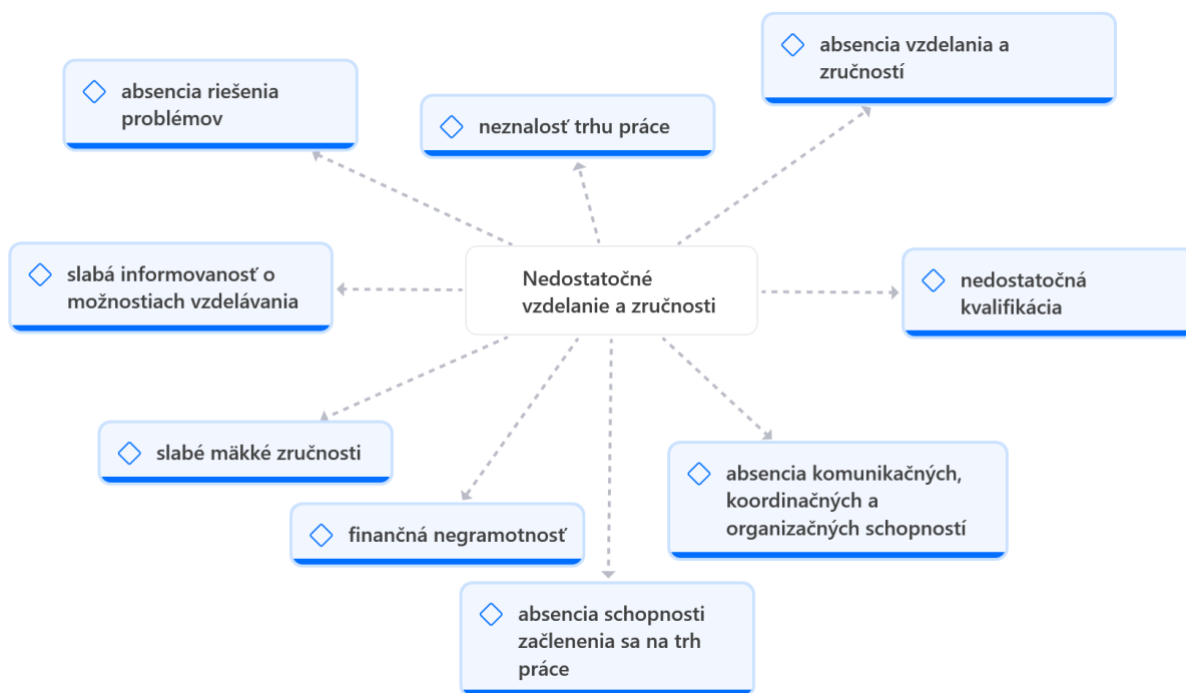 absencia vzdelania a
zručností
absencia riešenia
problémov
neznalosť trhu práce
slabá informovanosť o
možnostiach vzdelávania
Nedostatočné
vzdelanie a zručnosti
nedostatočná
kvalifikácia
slabé mäkké zručnosti
absencia komunikačných,
koordinačných a
organizačných schopností
finančná negramotnosť
absencia schopnosti
začlenenia sa na trh
práce